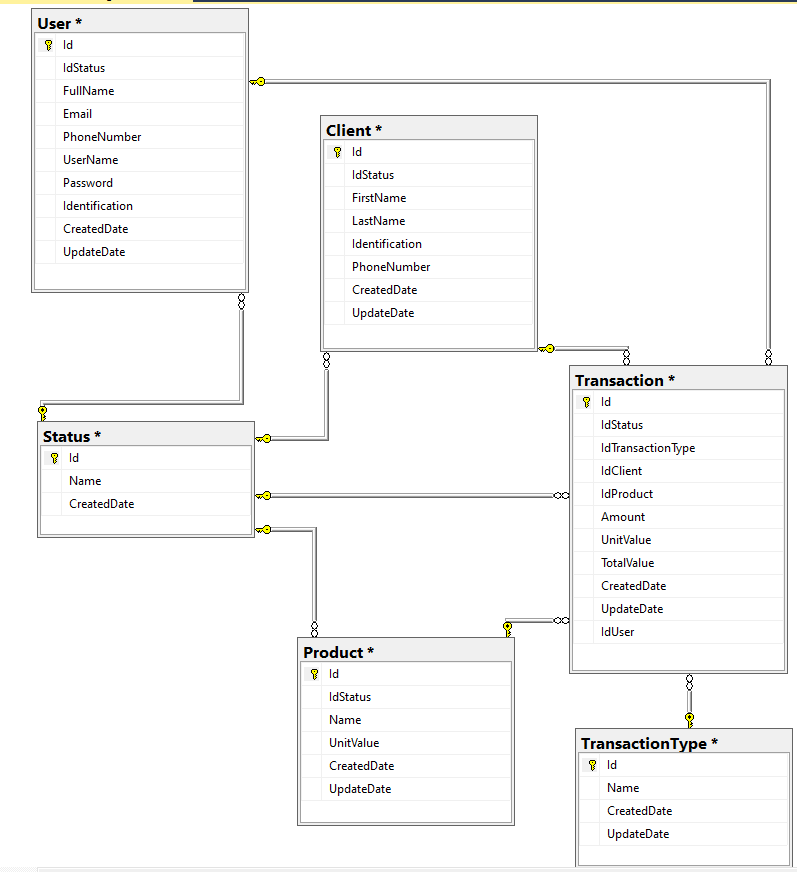 User *
Id
IdStatus
FullName
Email
PhoneNumber
UserName
Password
Identification
CreatedDate
UpdateDate
Client *
Id
IdStatus
FirstName
LastName
Identification
PhoneNumber
CreatedDate
UpdateDate
Transaction *
Id
IdStatus
IdTransactionType
IdClient
IdProduct
Amount
UnitValue
TotalValue
CreatedDate
UpdateDate
IdUser
Status *
Id
Name
CreatedDate
Product *
Id
IdStatus
Name
UnitValue
CreatedDate
UpdateDate
TransactionType *
Id
Name
CreatedDate
UpdateDate